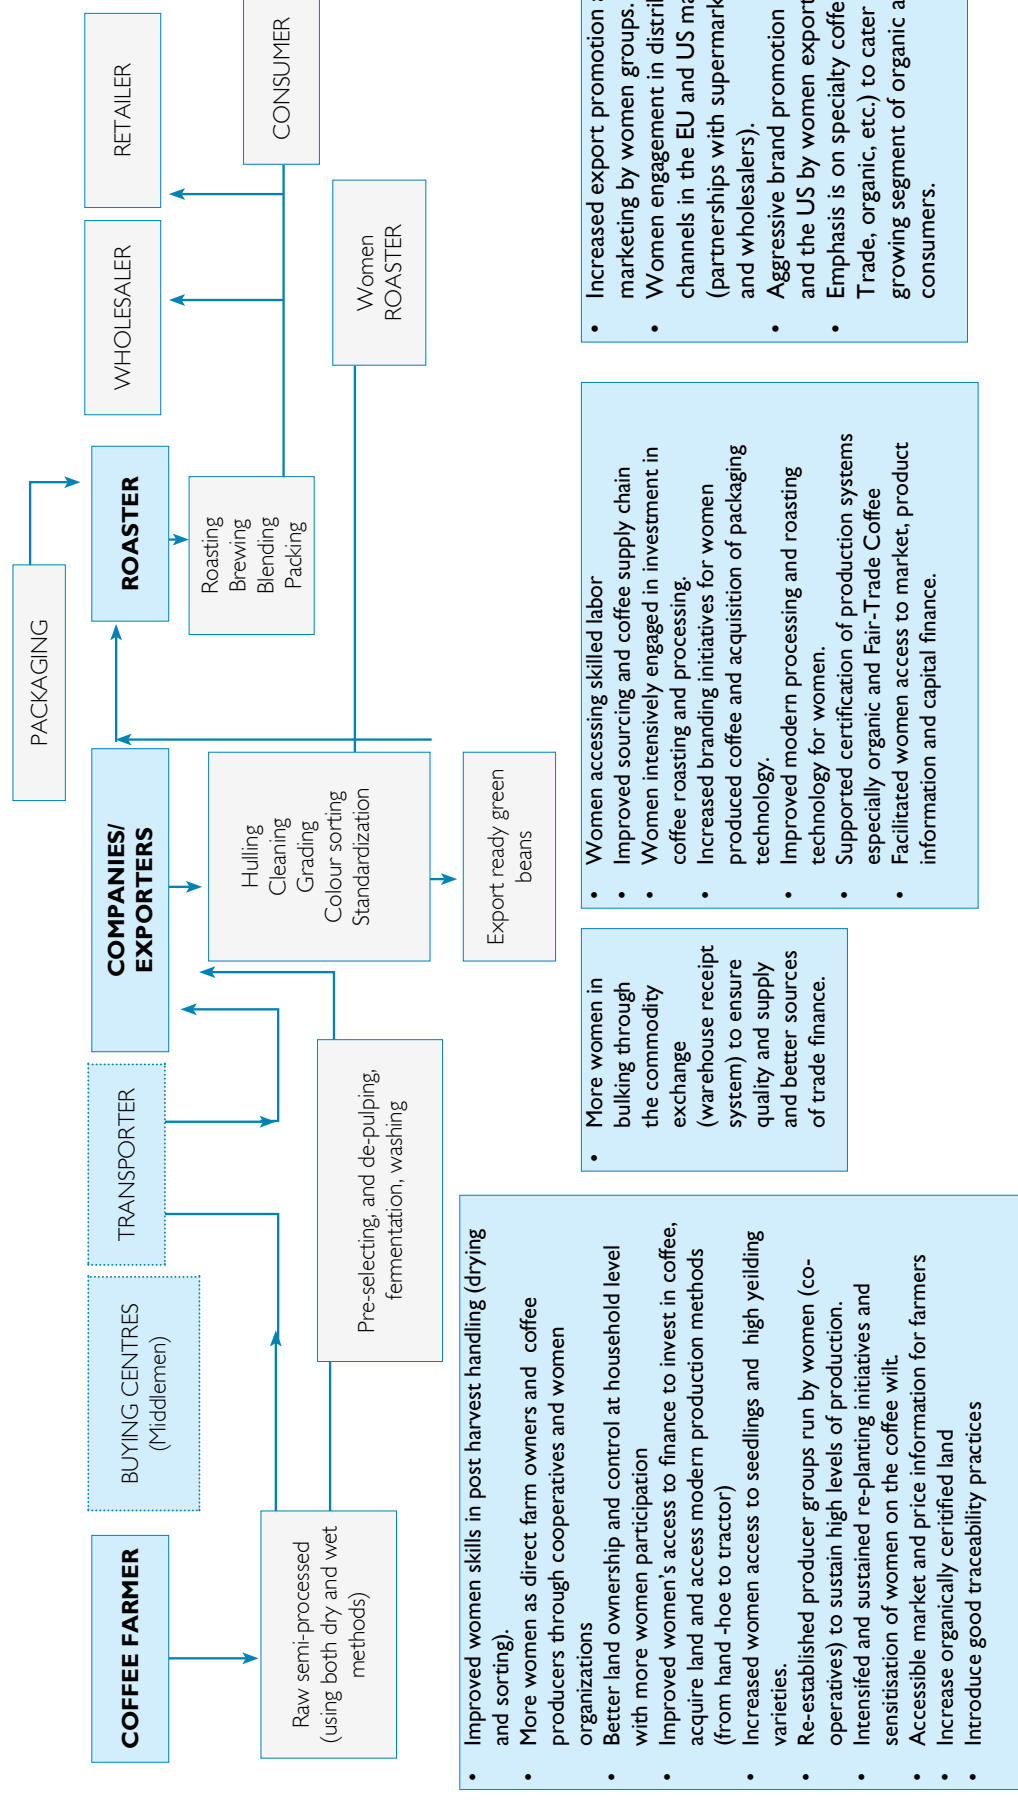 COFFEE FARMER
Raw semi-processed
(using both dry and wet
methods)
BUYING CENTRES
(Middlemen)
TRANSPORTER
Pre-selecting, and de-pulping,
fermentation, washing
COMPANIES/
EXPORTERS
Hulling
Cleaning
Grading
Colour sorting
Standardization
Export ready green
beans
PACKAGING
ROASTER
Roasting
Brewing
Blending
Packing
WHOLESALER
RETAILER
CONSUMER
Women
ROASTER
• Improved women skills in post harvest handling (drying
and sorting).
• More women as direct farm owners and coffee
producers through cooperatives and women
organizations
• Better land ownership and control at household level
with more women participation
• Improved women's access to finance to invest in coffee,
acquire land and access modern production methods
(from hand -hoe to tractor)
• Increased women access to seedlings and high yeilding
varieties.
• Re-established producer groups run by women (co-
operatives) to sustain high levels of production.
• Intensifed and sustained re-planting initiatives and
sensitisation of women on the coffee wilt.
• Accessible market and price information for farmers
• Increase organically ceritified land
• Introduce good traceability practices
• More women in
bulking through
the commodity
exchange
(warehouse receipt
system) to ensure
quality and supply
and better sources
of trade finance.
• Women accessing skilled labor
• Improved sourcing and coffee supply chain
• Women intensively engaged in investment in
coffee roasting and processing.
• Increased branding initiatives for women
produced coffee and acquisition of packaging
technology.
• Improved modern processing and roasting
technology for women.
• Supported certification of production systems
especially organic and Fair-Trade Coffee
• Facilitated women access to market, product
information and capital finance.
• Increased export promotion
marketing by women groups.
• Women engagement in
channels in the EU and US
(partnerships with
and wholesalers).
• Aggressive brand promotion
and the US by women
• Emphasis is on specialty
Trade, organic, etc.) to cater
growing segment of organic
consumers.